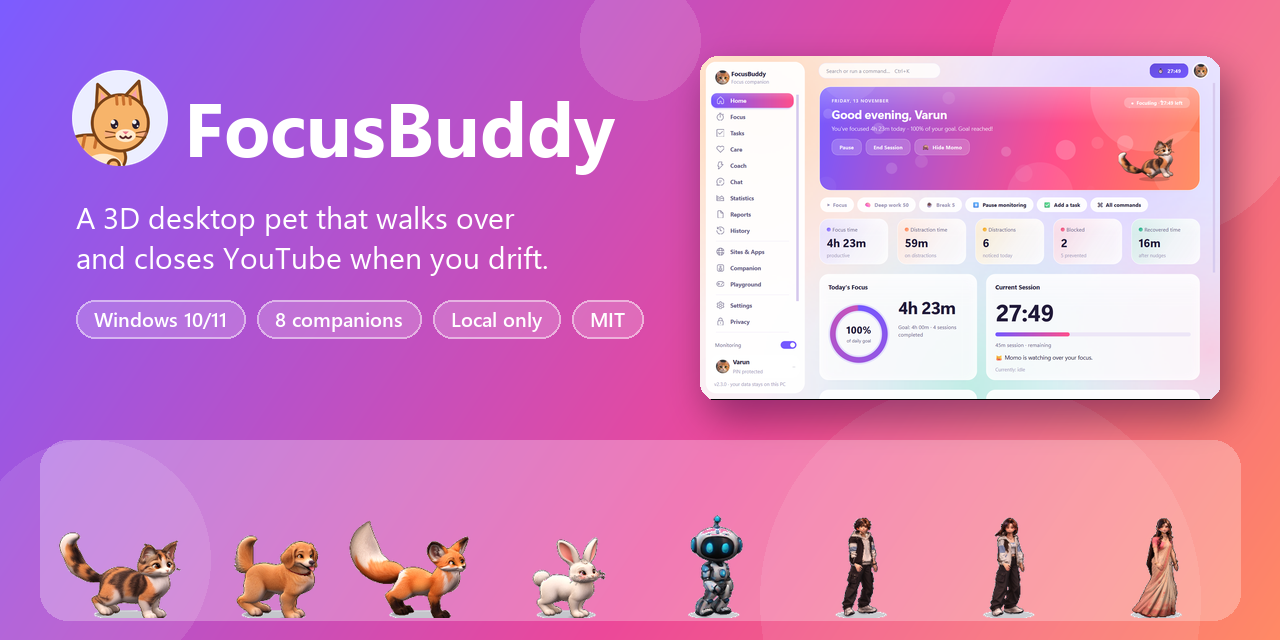 FocusBuddy
A 3D desktop pet that walks over
and closes YouTube when you drift.
Windows 10/11
8 companions
Local only
MIT
FocusBuddy
Focus companion
Home
Focus
Tasks
Care
Coach
Chat
Statistics
Reports
History
Sites & Apps
Companion
Playground
Settings
Privacy
Monitoring
Varun
PIN protected
v2.3.0 · your data stays on this PC
Search or run a command... Ctrl+K
27:49
FRIDAY, 13 NOVEMBER
Good evening, Varun
You've focused 4h 23m today · 100% of your goal. Goal reached!
Pause
End Session
Hide Momo
Focusing · 27:49 left
Focus
Deep work 50
Break 5
Pause monitoring
Add a task
All commands
Focus time
4h 23m
productive
Distraction time
59m
on distractions
Distractions
6
noticed today
Blocked
2
prevented
Recovered time
16m
after nudges
Today's Focus
100%
of daily goal
4h 23m
Goal: 4h 00m · 4 sessions
completed
Current Session
27:49
45m session · remaining
Momo is watching over your focus.
Currently: idle